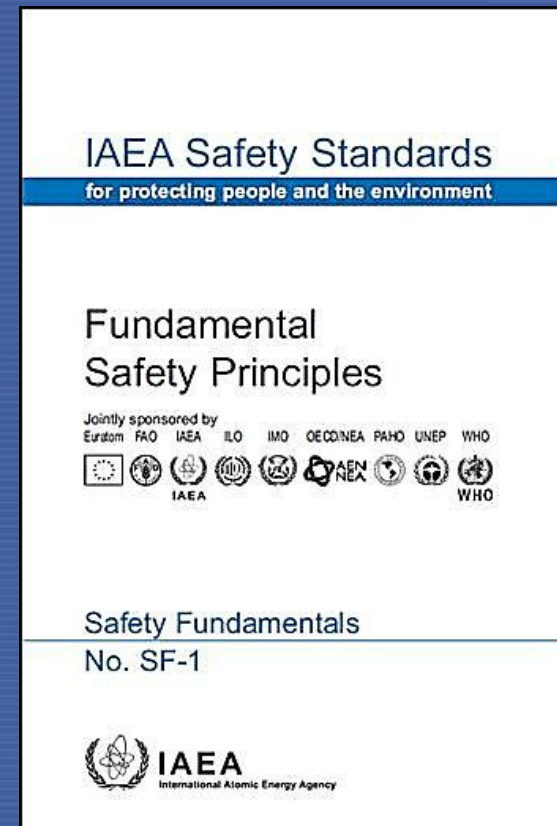 IAEA Safety Standards
for protecting people and the environment
Fundamental
Safety Principles
Jointly sponsored by
Euratom FAO IAEA ILO IMO OECD/NEA PAHO UNEP WHO
AEN
NEA
IAEA
WHO
Safety Fundamentals
No. SF-1
IAEA
International Atomic Energy Agency